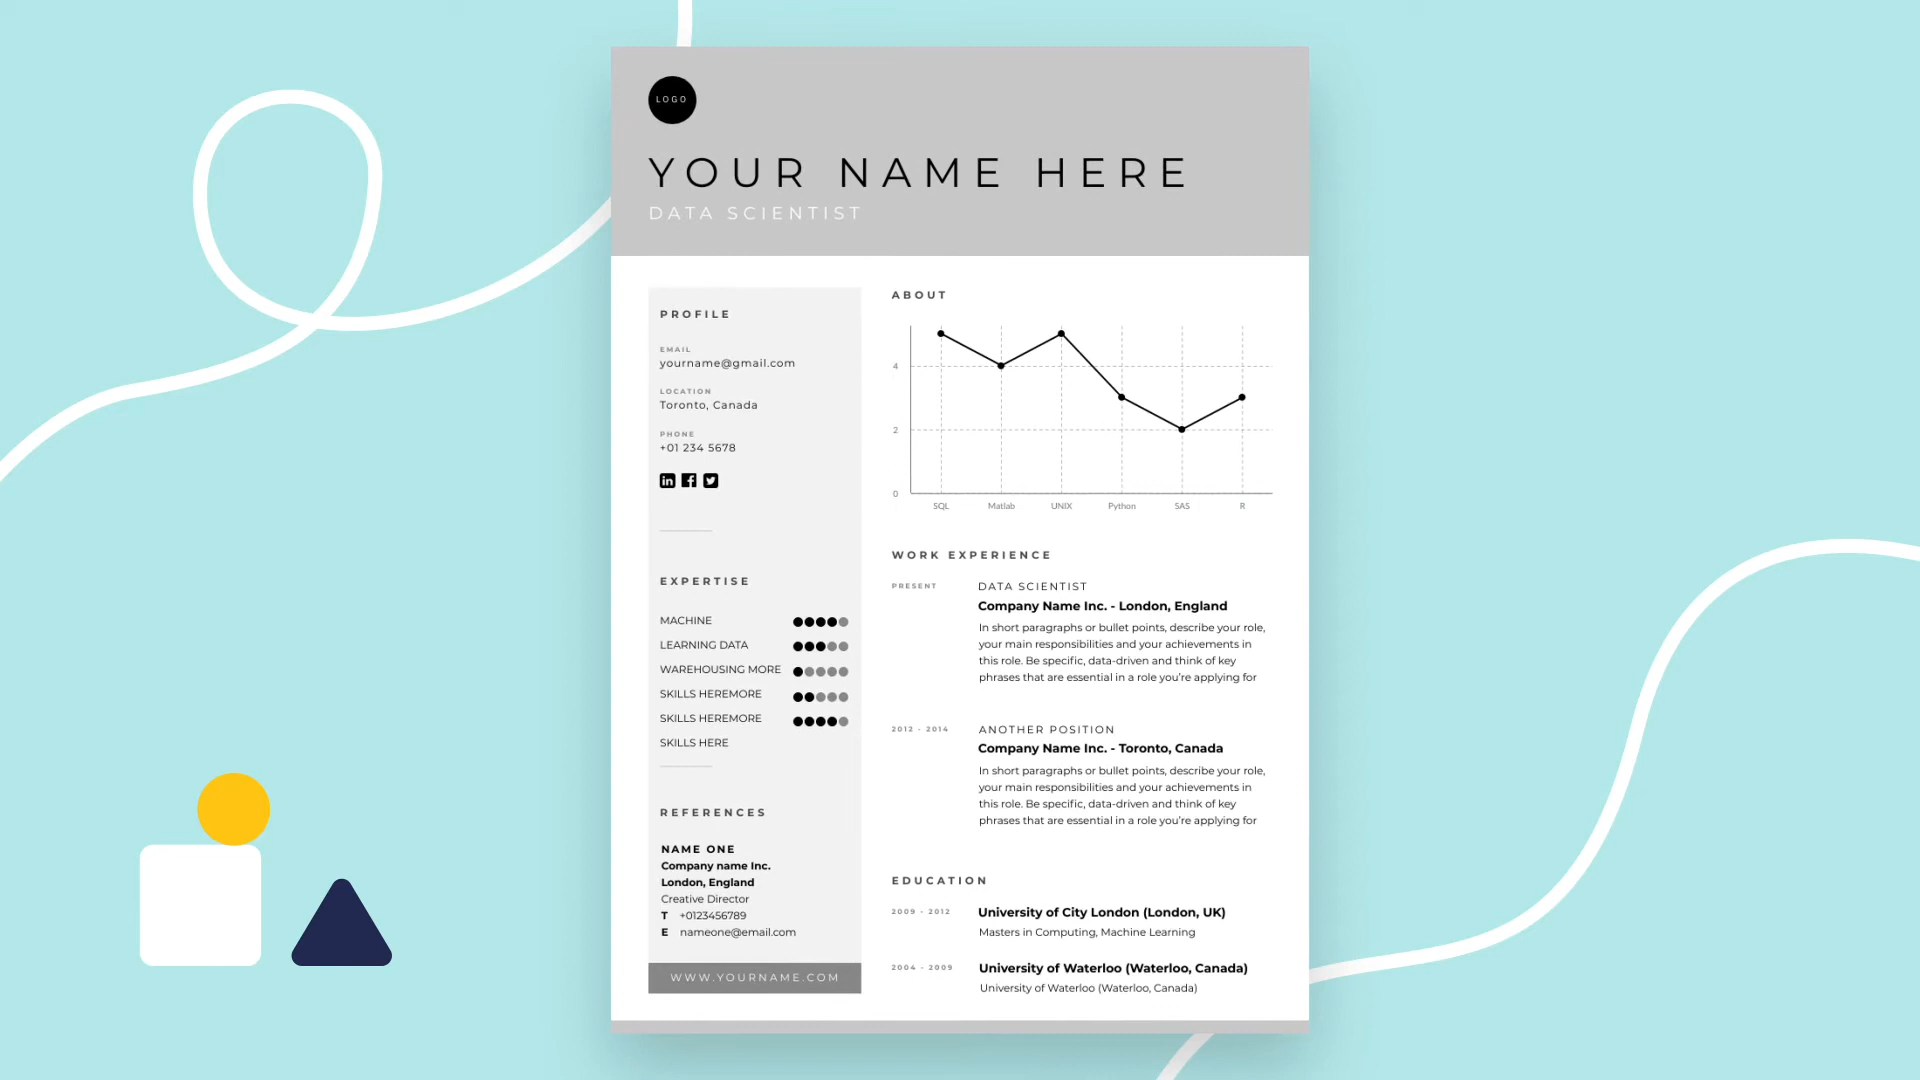 LOGO
YOUR NAME HERE
DATA SCIENTIST
PROFILE
EMAIL
yourname@gmail.com
LOCATION
Toronto, Canada
PHONE
+01 234 5678
in f
EXPERTISE
MACHINE
LEARNING DATA
WAREHOUSING MORE
SKILLS HEREMORE
SKILLS HEREMORE
SKILLS HERE
REFERENCES
NAME ONE
Company name Inc.
London, England
Creative Director
T +0123456789
E nameone@email.com
WWW.YOURNAME.COM
ABOUT
4
2
0
SQL Matlab UNIX Python SAS R
WORK EXPERIENCE
PRESENT DATA SCIENTIST
Company Name Inc. - London, England
In short paragraphs or bullet points, describe your role,
your main responsibilities and your achievements in
this role. Be specific, data-driven and think of key
phrases that are essential in a role you’re applying for
2012 - 2014 ANOTHER POSITION
Company Name Inc. - Toronto, Canada
In short paragraphs or bullet points, describe your role,
your main responsibilities and your achievements in
this role. Be specific, data-driven and think of key
phrases that are essential in a role you’re applying for
EDUCATION
2009 - 2012 University of City London (London, UK)
Masters in Computing, Machine Learning
2004 - 2009 University of Waterloo (Waterloo, Canada)
University of Waterloo (Waterloo, Canada)